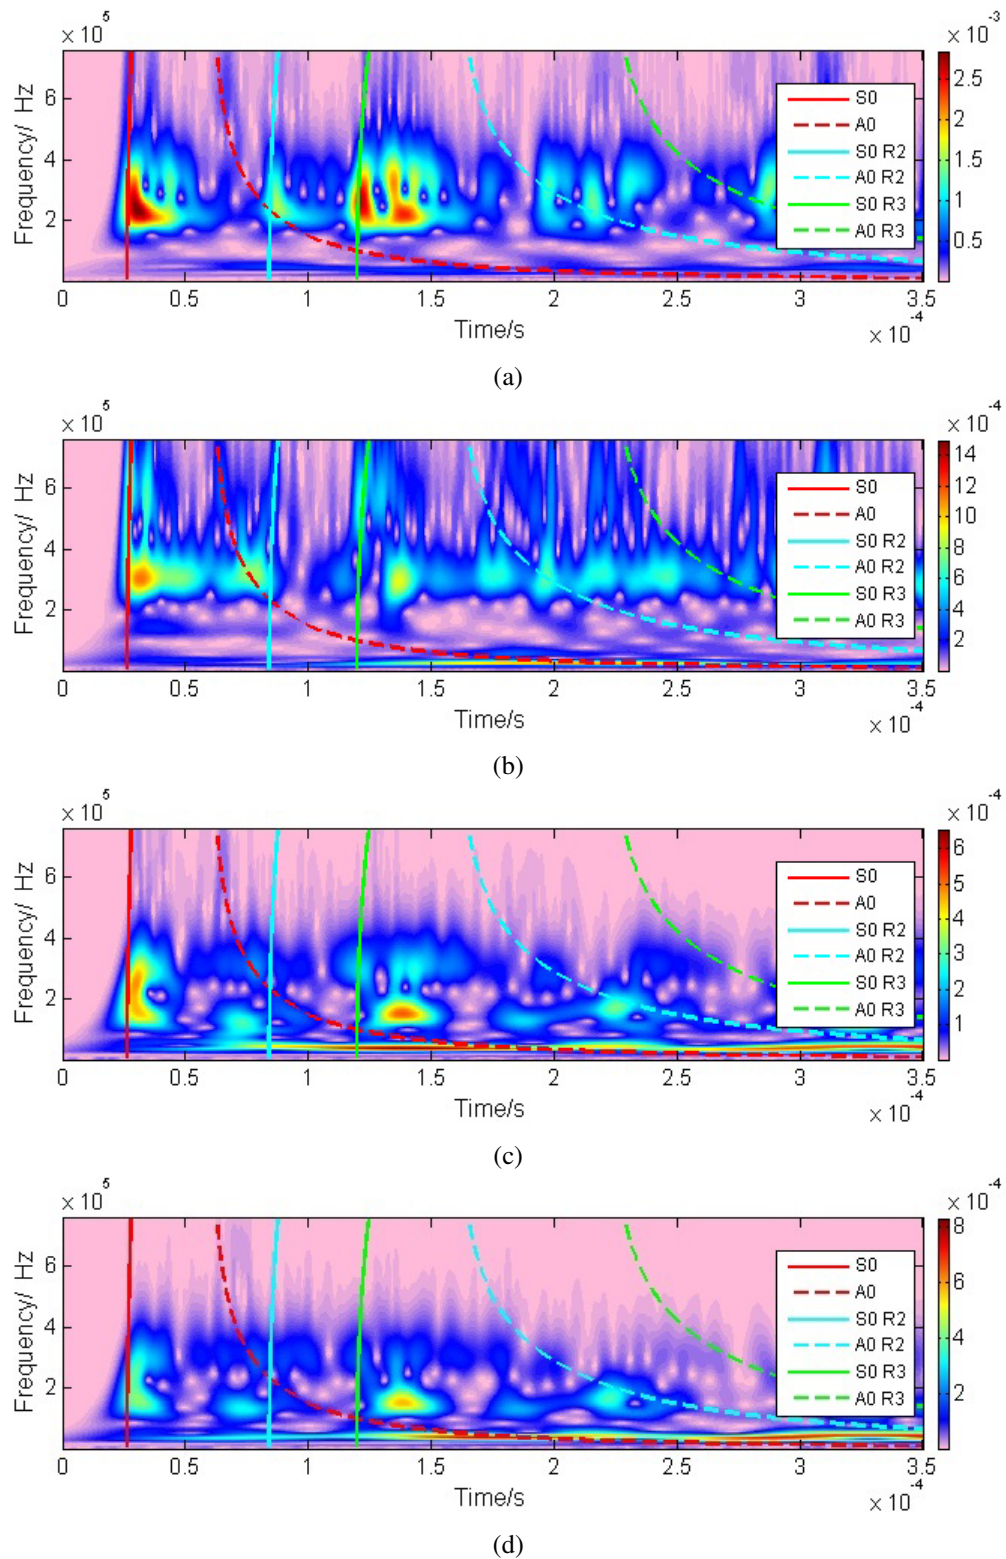 × 10 5
× 10 -3
6
4
2
Frequency/ Hz
S0
A0
S0 R2
A0 R2
S0 R3
A0 R3
2.5
2
1.5
1
0.5
0 0.5 1 1.5 2 2.5 3 3.5
Time/s
× 10 -4
(a)
× 10 5
× 10 -4
6
4
2
Frequency/ Hz
S0
A0
S0 R2
A0 R2
S0 R3
A0 R3
14
12
10
8
6
4
2
0 0.5 1 1.5 2 2.5 3 3.5
Time/s
× 10 -4
(b)
× 10 5
× 10 -4
6
4
2
Frequency/ Hz
S0
A0
S0 R2
A0 R2
S0 R3
A0 R3
6
5
4
3
2
1
0 0.5 1 1.5 2 2.5 3 3.5
Time/s
× 10 -4
(c)
× 10 5
× 10 -4
6
4
2
Frequency/ Hz
S0
A0
S0 R2
A0 R2
S0 R3
A0 R3
8
6
4
2
0 0.5 1 1.5 2 2.5 3 3.5
Time/s
× 10 -4
(d)